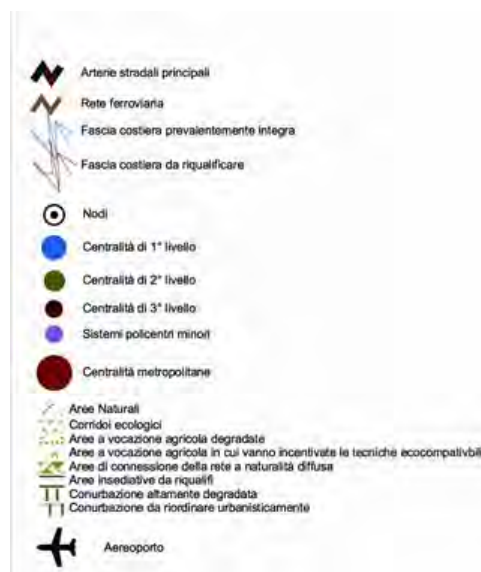 Arterie stradali principali
Rete ferroviaria
Fascia costiera prevalentemente integra
Fascia costiera da riqualificare
Nodi
Centralità di 1° livello
Centralità di 2° livello
Centralità di 3° livello
Sistemi policentri minori
Centralità metropolitane
Aree Naturali
Corridoi ecologici
Aree a vocazione agricola degradate
Aree a vocazione agricola in cui vanno incentivate le tecniche ecocompativbil
Aree di connessione della rete a naturalità diffusa
Aree insediative da riqualifi
Conurbazione altamente degradata
Conurbazione da riordinare urbanisticamente
Aereoporto